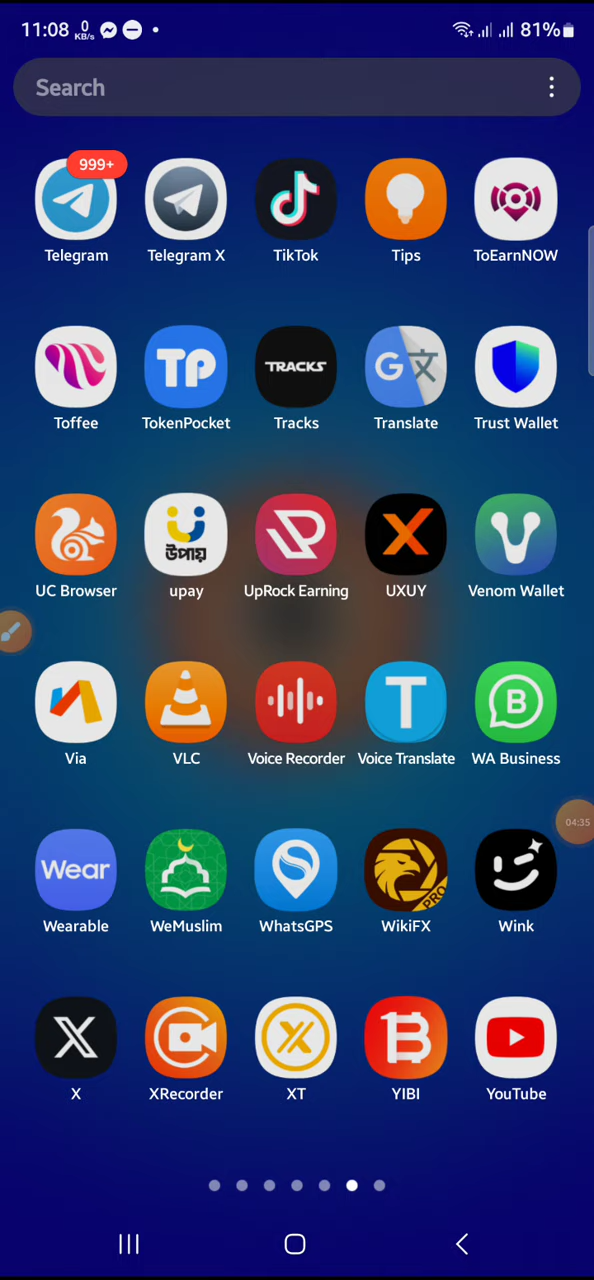 11:08 0 KB/s 81%
Search
999+
Telegram Telegram X TikTok Tips ToEarnNOW
TP TRACKS G 文
Toffee TokenPocket Tracks Translate Trust Wallet
উপায়
UC Browser upay UpRock Earning UXUY Venom Wallet
T B
Via VLC Voice Recorder Voice Translate WA Business
04:35
Wear PRO
Wearable WeMuslim WhatsGPS WikiFX Wink
X XRecorder XT YIBI YouTube